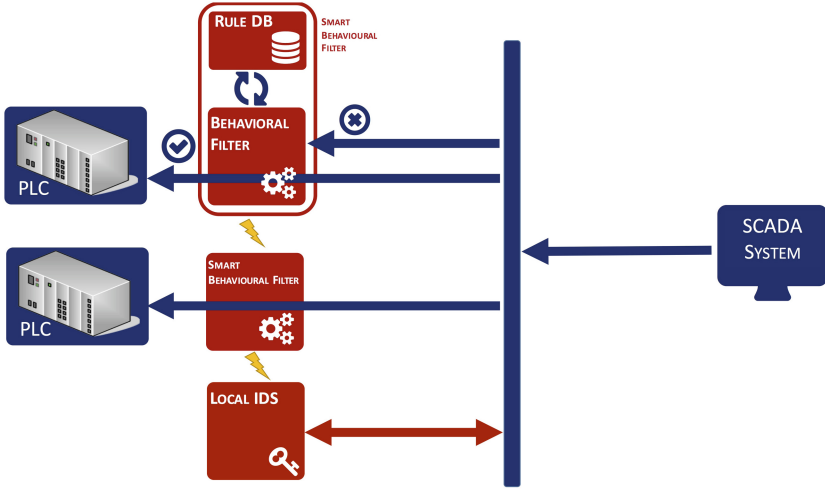 RULE DB
SMART
BEHAVIOURAL
FILTER
BEHAVIORAL
FILTER
PLC
SCADA
SYSTEM
SMART
BEHAVIOURAL FILTER
PLC
LOCAL IDS